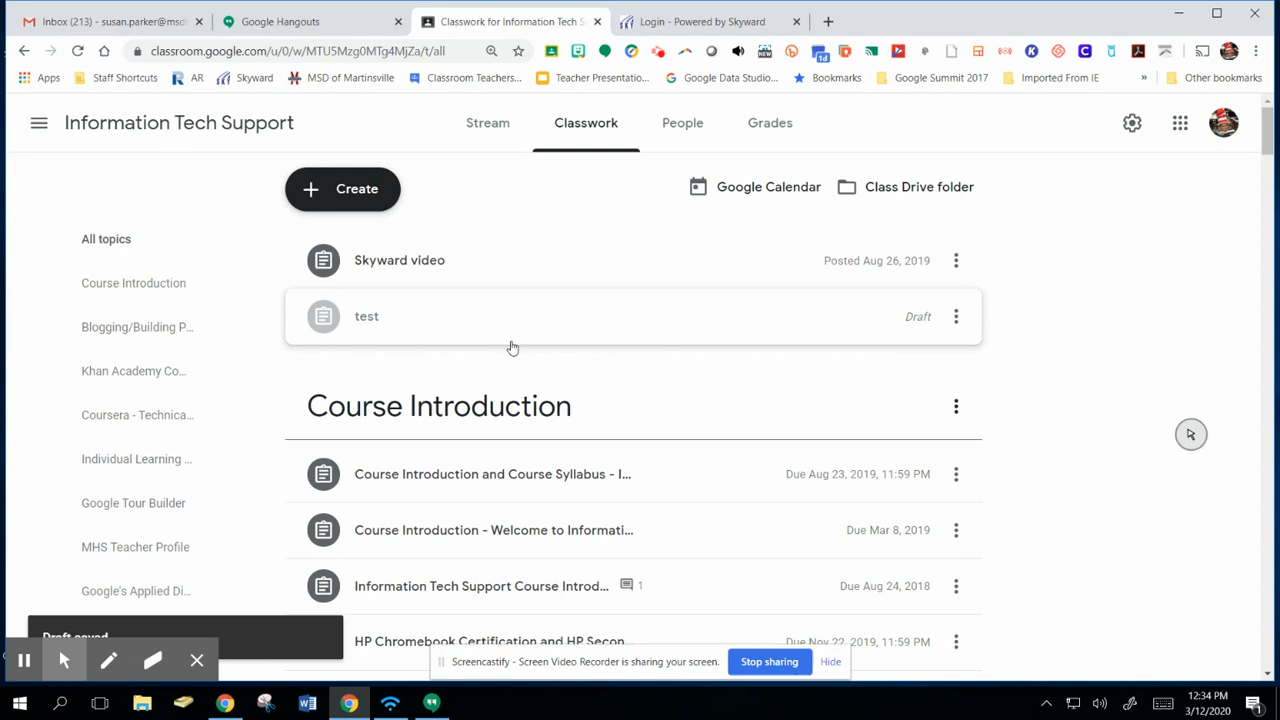 Inbox (213) - susan.parker@msd
Google Hangouts
Classwork for Information Tech S
Login - Powered by Skyward
classroom.google.com/u/0/w/MTU5Mzg0MTg4MjZa/t/all
1d
Apps
Staff Shortcuts
AR
Skyward
MSD of Martinsville
Classroom Teachers...
Teacher Presentatio...
Google Data Studio...
Bookmarks
Google Summit 2017
Imported From IE
Other bookmarks
Information Tech Support
Stream
Classwork
People
Grades
Create
Google Calendar
Class Drive folder
All topics
Course Introduction
Blogging/Building P...
Khan Academy Co...
Coursera - Technica...
Individual Learning ...
Google Tour Builder
MHS Teacher Profile
Google's Applied Di...
Skyward video
Posted Aug 26, 2019
test
Draft
Course Introduction
Course Introduction and Course Syllabus - I...
Due Aug 23, 2019, 11:59 PM
Course Introduction - Welcome to Informati...
Due Mar 8, 2019
Information Tech Support Course Introd...
1
Due Aug 24, 2018
HP Chromebook Certification and HP Secon
Due Nov 22, 2019, 11:59 PM
Draft saved
Screencastify - Screen Video Recorder is sharing your screen.
Stop sharing
Hide
12:34 PM
3/12/2020
1